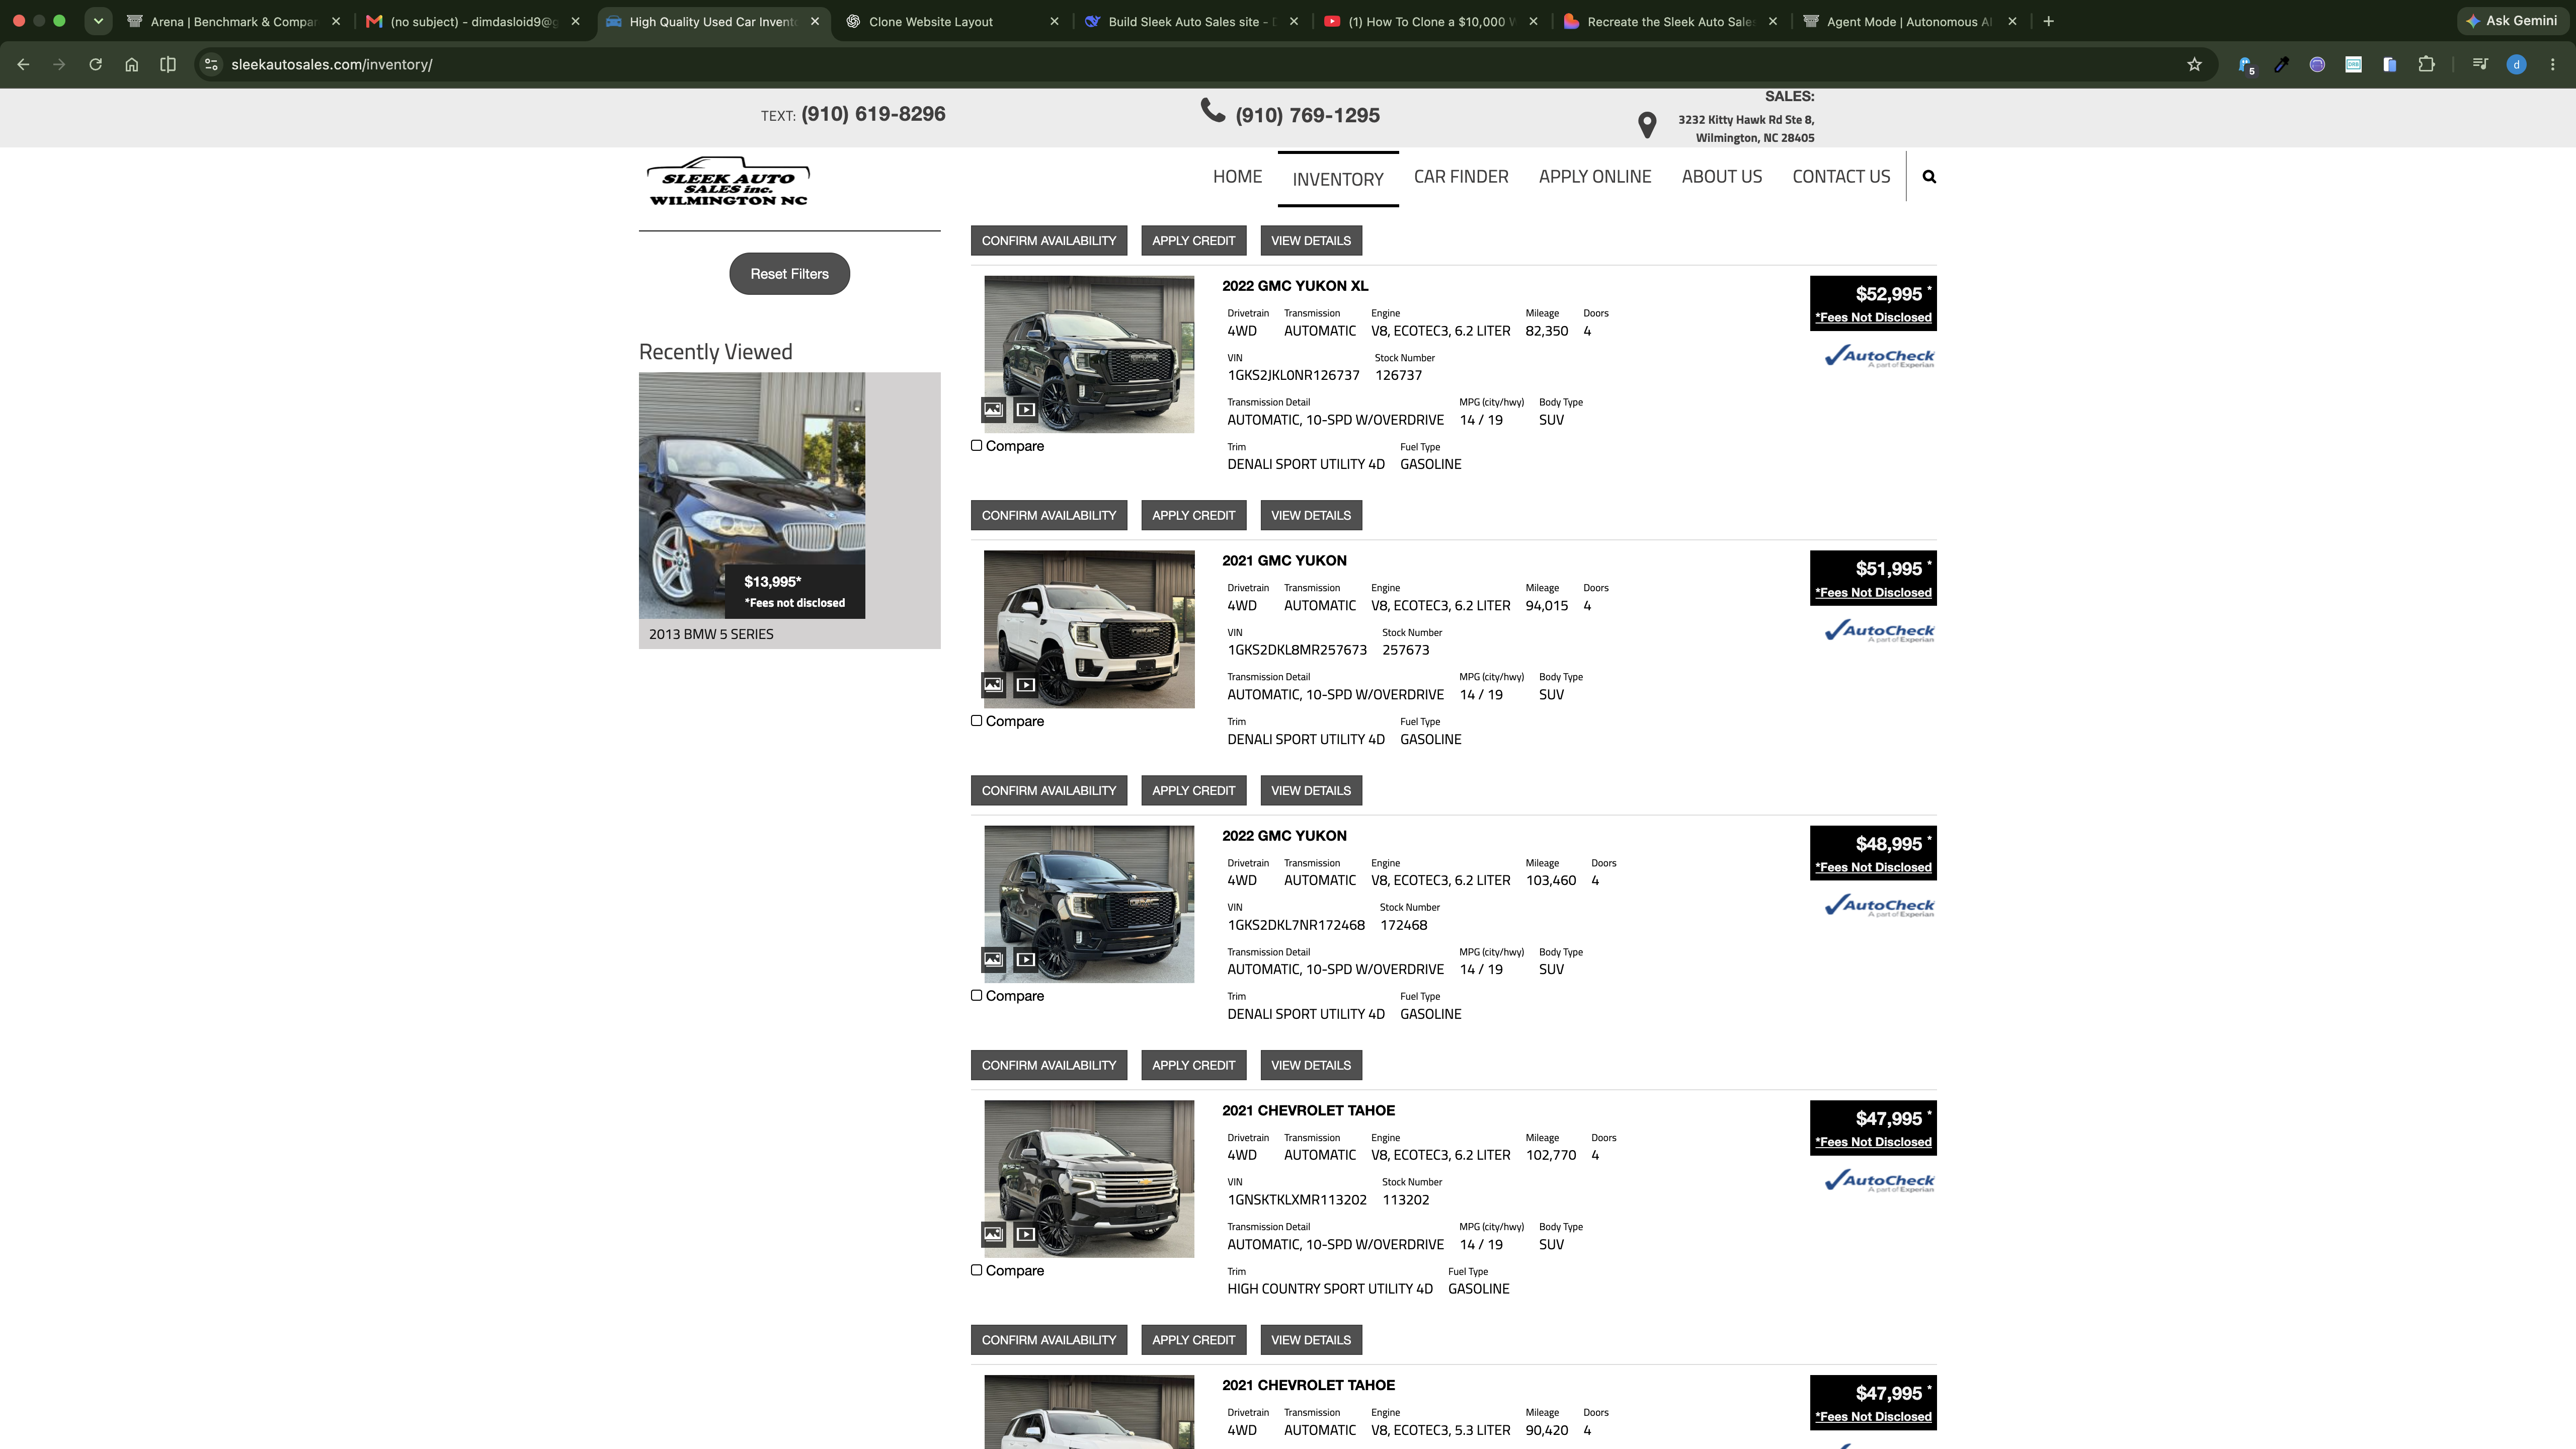 Arena | Benchmark & Compar
(no subject) - dimdasloid9@g
High Quality Used Car Invent
Clone Website Layout
Build Sleek Auto Sales site -
(1) How To Clone a $10,000 W
Recreate the Sleek Auto Sale
Agent Mode | Autonomous AI
Ask Gemini
sleekautosales.com/inventory/
5
d
TEXT: (910) 619-8296
(910) 769-1295
SALES:
3232 Kitty Hawk Rd Ste 8,
Wilmington, NC 28405
SLEEK AUTO
SALES inc.
WILMINGTON NC
HOME
INVENTORY
CAR FINDER
APPLY ONLINE
ABOUT US
CONTACT US
Reset Filters
Recently Viewed
$13,995*
*Fees not disclosed
2013 BMW 5 SERIES
CONFIRM AVAILABILITY APPLY CREDIT VIEW DETAILS
2022 GMC YUKON XL
$52,995 *
*Fees Not Disclosed
AutoCheck
A part of Experian
Drivetrain Transmission Engine Mileage Doors
4WD AUTOMATIC V8, ECOTEC3, 6.2 LITER 82,350 4
VIN Stock Number
1GKS2JKL0NR126737 126737
Transmission Detail MPG (city/hwy) Body Type
AUTOMATIC, 10-SPD W/OVERDRIVE 14 / 19 SUV
Trim Fuel Type
DENALI SPORT UTILITY 4D GASOLINE
Compare
CONFIRM AVAILABILITY APPLY CREDIT VIEW DETAILS
2021 GMC YUKON
$51,995 *
*Fees Not Disclosed
AutoCheck
A part of Experian
Drivetrain Transmission Engine Mileage Doors
4WD AUTOMATIC V8, ECOTEC3, 6.2 LITER 94,015 4
VIN Stock Number
1GKS2DKL8MR257673 257673
Transmission Detail MPG (city/hwy) Body Type
AUTOMATIC, 10-SPD W/OVERDRIVE 14 / 19 SUV
Trim Fuel Type
DENALI SPORT UTILITY 4D GASOLINE
Compare
CONFIRM AVAILABILITY APPLY CREDIT VIEW DETAILS
2022 GMC YUKON
$48,995 *
*Fees Not Disclosed
AutoCheck
A part of Experian
Drivetrain Transmission Engine Mileage Doors
4WD AUTOMATIC V8, ECOTEC3, 6.2 LITER 103,460 4
VIN Stock Number
1GKS2DKL7NR172468 172468
Transmission Detail MPG (city/hwy) Body Type
AUTOMATIC, 10-SPD W/OVERDRIVE 14 / 19 SUV
Trim Fuel Type
DENALI SPORT UTILITY 4D GASOLINE
Compare
CONFIRM AVAILABILITY APPLY CREDIT VIEW DETAILS
2021 CHEVROLET TAHOE
$47,995 *
*Fees Not Disclosed
AutoCheck
A part of Experian
Drivetrain Transmission Engine Mileage Doors
4WD AUTOMATIC V8, ECOTEC3, 6.2 LITER 102,770 4
VIN Stock Number
1GNSKTKLXMR113202 113202
Transmission Detail MPG (city/hwy) Body Type
AUTOMATIC, 10-SPD W/OVERDRIVE 14 / 19 SUV
Trim Fuel Type
HIGH COUNTRY SPORT UTILITY 4D GASOLINE
Compare
CONFIRM AVAILABILITY APPLY CREDIT VIEW DETAILS
2021 CHEVROLET TAHOE
$47,995 *
*Fees Not Disclosed
Drivetrain Transmission Engine Mileage Doors
4WD AUTOMATIC V8, ECOTEC3, 5.3 LITER 90,420 4